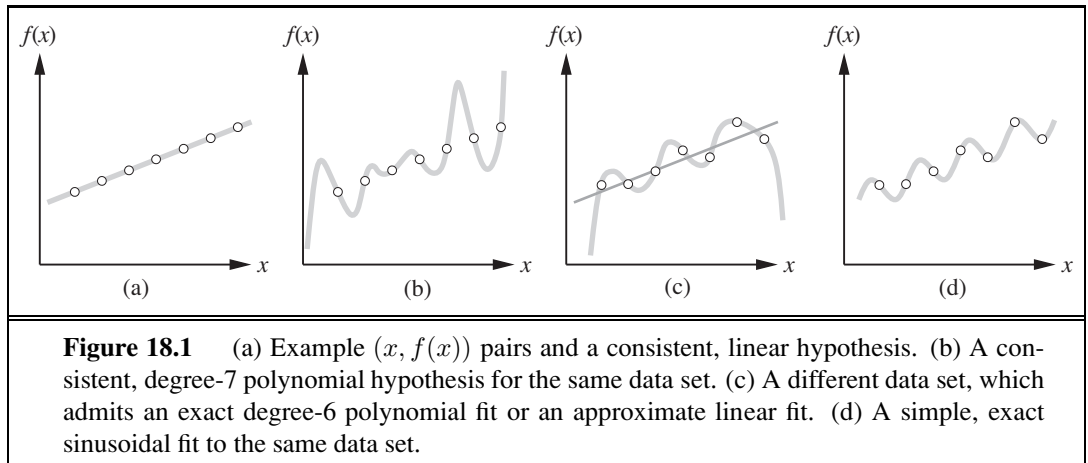 f(x) f(x) f(x) f(x)
x x x x
(a) (b) (c) (d)
Figure 18.1 (a) Example (x, f(x)) pairs and a consistent, linear hypothesis. (b) A con-
sistent, degree-7 polynomial hypothesis for the same data set. (c) A different data set, which
admits an exact degree-6 polynomial fit or an approximate linear fit. (d) A simple, exact
sinusoidal fit to the same data set.